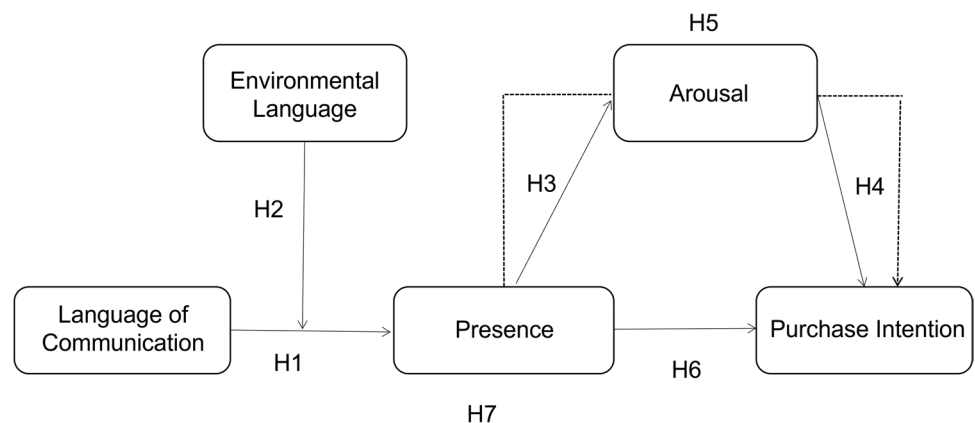 H5
Environmental
Language
Arousal
H3
H4
H2
Language of
Communication
Presence
Purchase Intention
H1
H6
H7